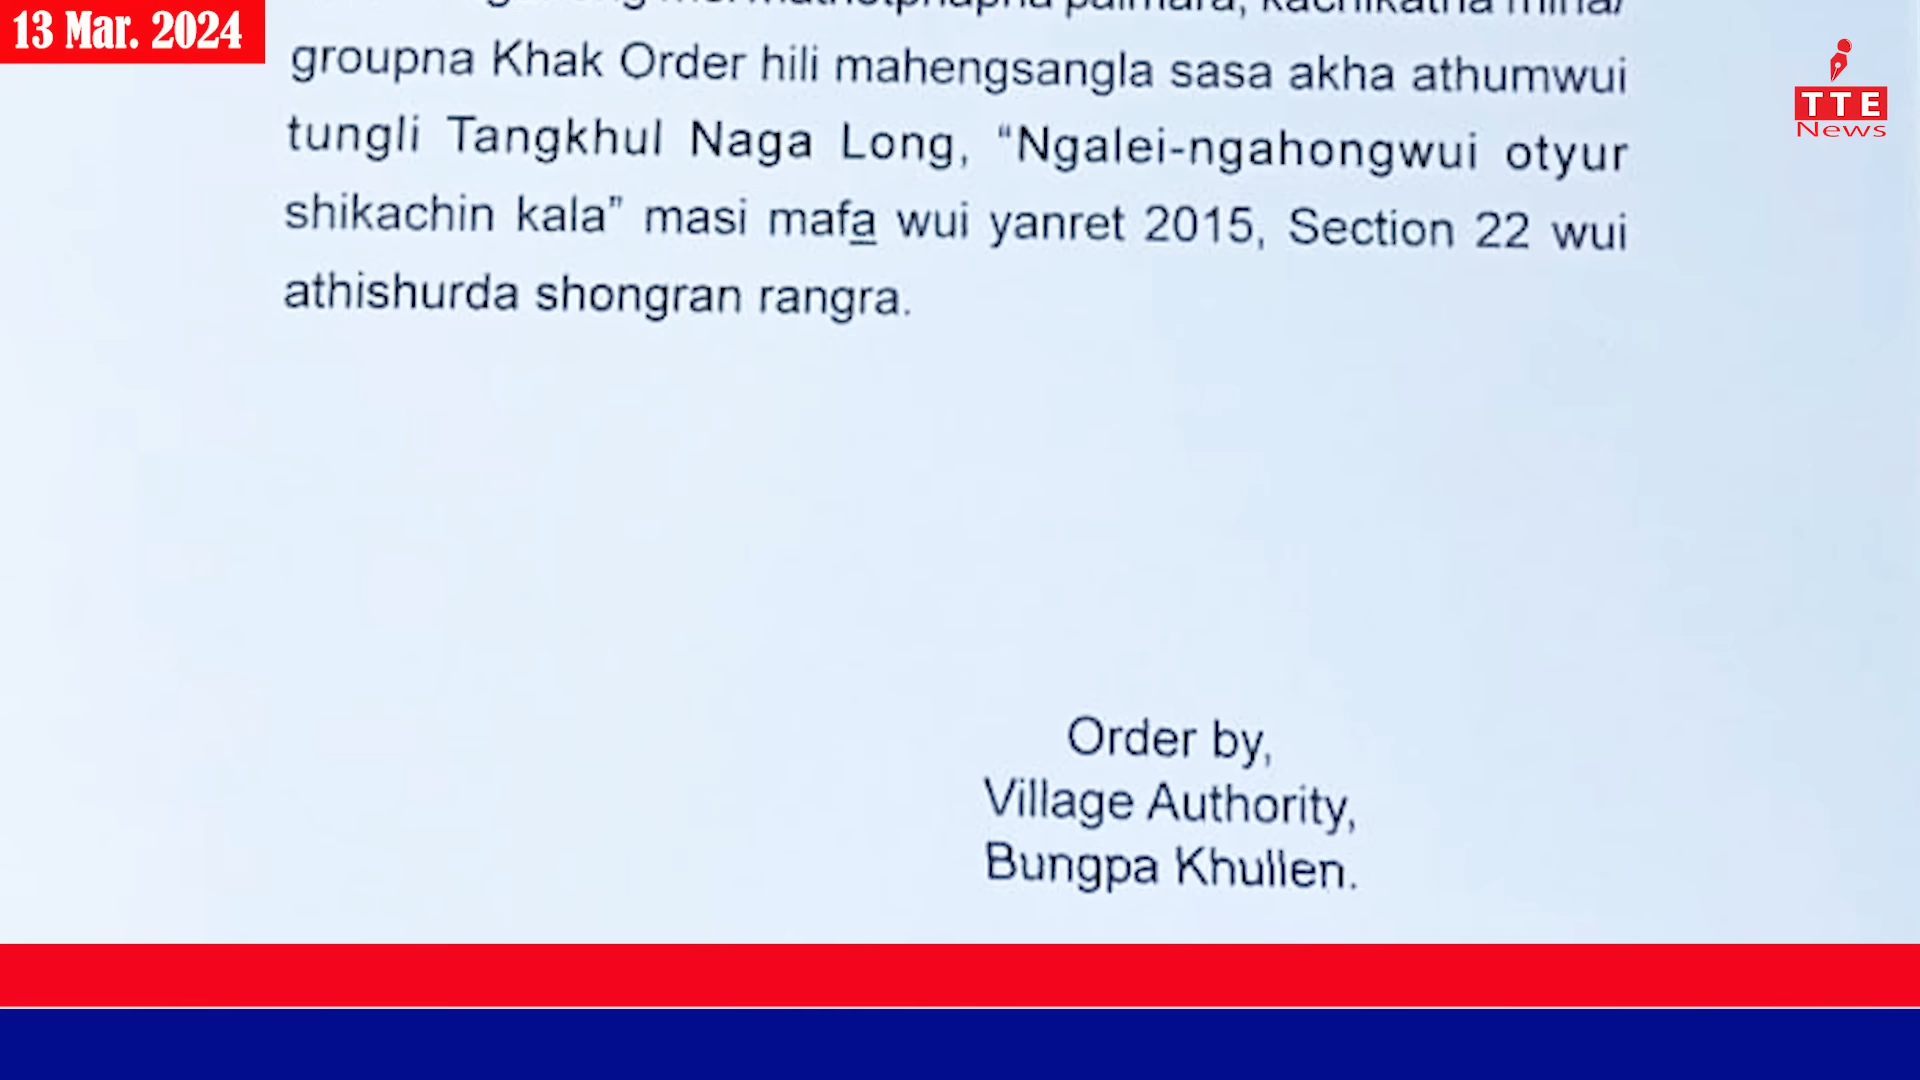 13 Mar. 2024
groupna Khak Order hili mahengsangla sasa akha athumwui
tungli Tangkhul Naga Long, “Ngalei-ngahongwui otyur
shikachin kala” masi mafa wui yanret 2015, Section 22 wui
athishurda shongran rangra.
Order by,
Village Authority,
Bungpa Khullen.
TTE
News